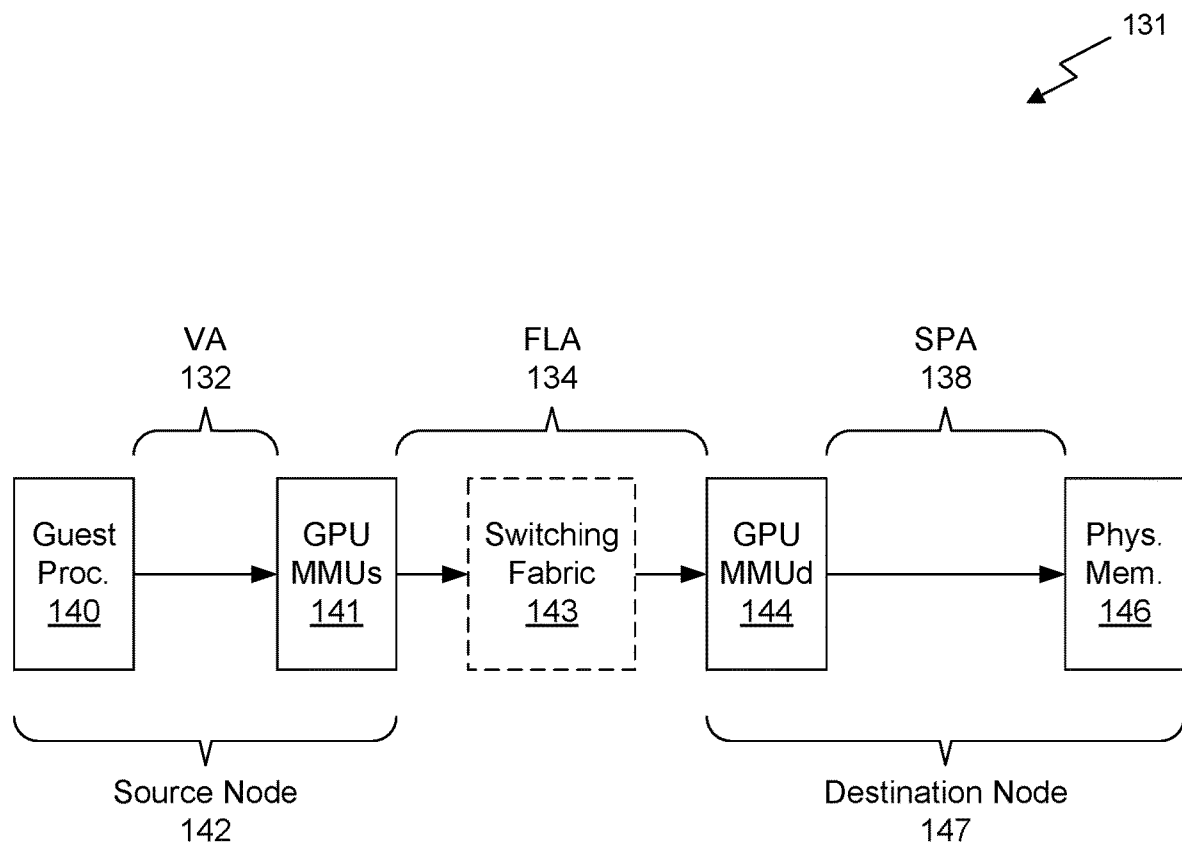 131
VA
132
FLA
134
SPA
138
Guest
Proc.
140
GPU
MMUs
141
Switching
Fabric
143
GPU
MMUd
144
Phys.
Mem.
146
Source Node
142
Destination Node
147